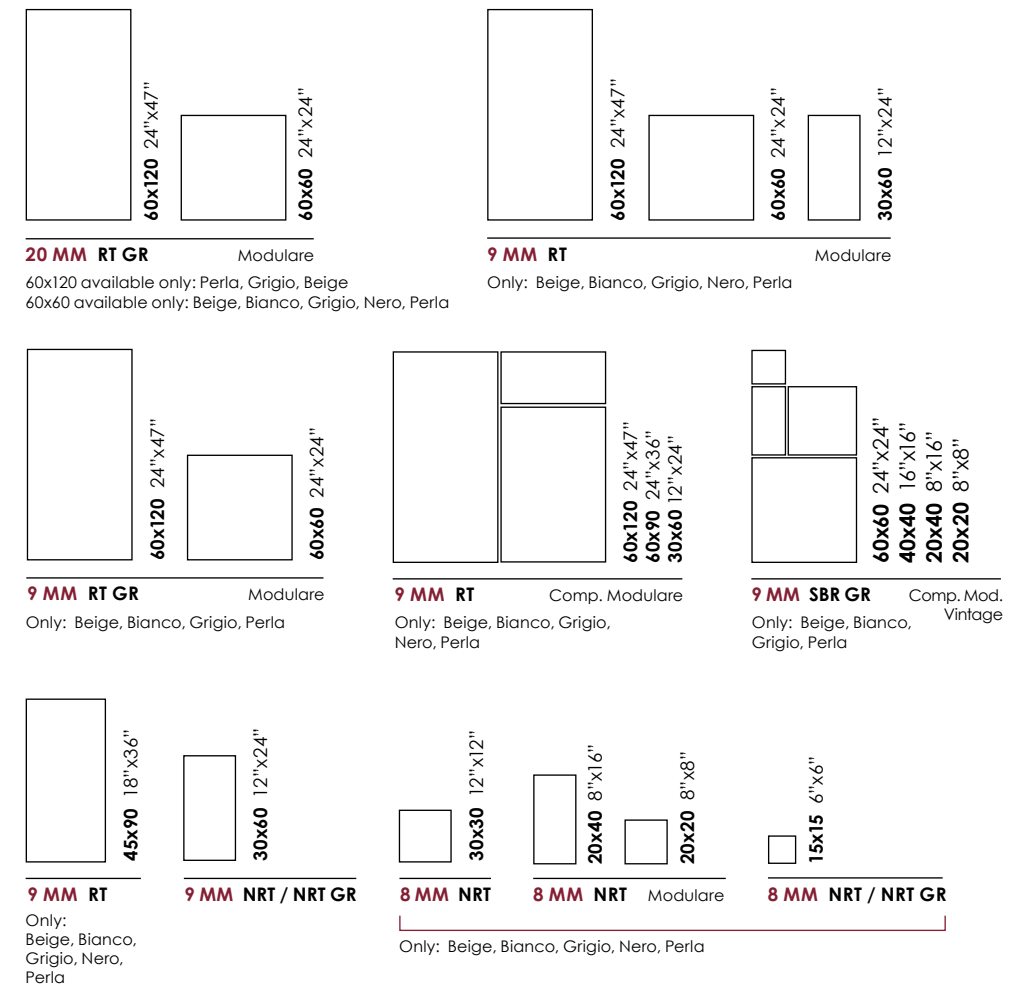 60x120 24"x47"
60x60 24"x24"
20 MM RT GR Modulare
60x120 available only: Perla, Grigio, Beige
60x60 available only: Beige, Bianco, Grigio, Nero, Perla
60x120 24"x47"
60x60 24"x24"
30x60 12"x24"
9 MM RT Modulare
Only: Beige, Bianco, Grigio, Nero, Perla
60x120 24"x47"
60x60 24"x24"
9 MM RT GR Modulare
Only: Beige, Bianco, Grigio, Perla
60x120 24"x47"
60x90 24"x36"
30x60 12"x24"
9 MM RT Comp. Modulare
Only: Beige, Bianco, Grigio,
Nero, Perla
60x60 24"x24"
40x40 16"x16"
20x40 8"x16"
20x20 8"x8"
9 MM SBR GR Comp. Mod.
Vintage
Only: Beige, Bianco,
Grigio, Perla
45x90 18"x36"
9 MM RT
Only:
Beige, Bianco,
Grigio, Nero,
Perla
30x60 12"x24"
9 MM NRT / NRT GR
30x30 12"x12"
8 MM NRT
20x40 8"x16"
20x20 8"x8"
8 MM NRT Modulare
15x15 6"x6"
8 MM NRT / NRT GR
Only: Beige, Bianco, Grigio, Nero, Perla